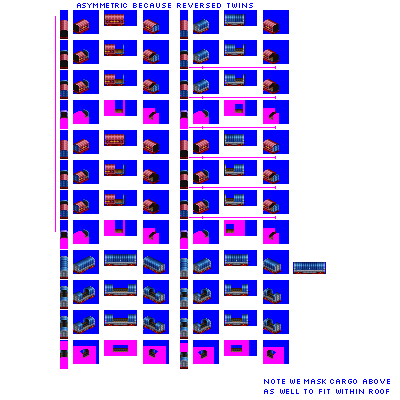 ASYMMETRIC BECAUSE REVERSED TWINS
NOTE WE MASK CARGO ABOVE
AS WELL TO FIT WITHIN ROOF